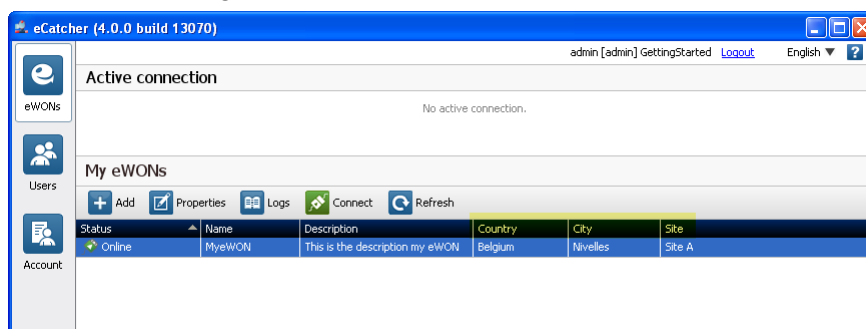 eCatcher (4.0.0 build 13070)
admin [admin] GettingStarted Logout English ▼ ?
Active connection
eWONs
No active connection.
My eWONs
Users
Add Properties Logs Connect Refresh
Status Name Description Country City Site
Online MyeWON This is the description my eWON Belgium Nivelles Site A
Account